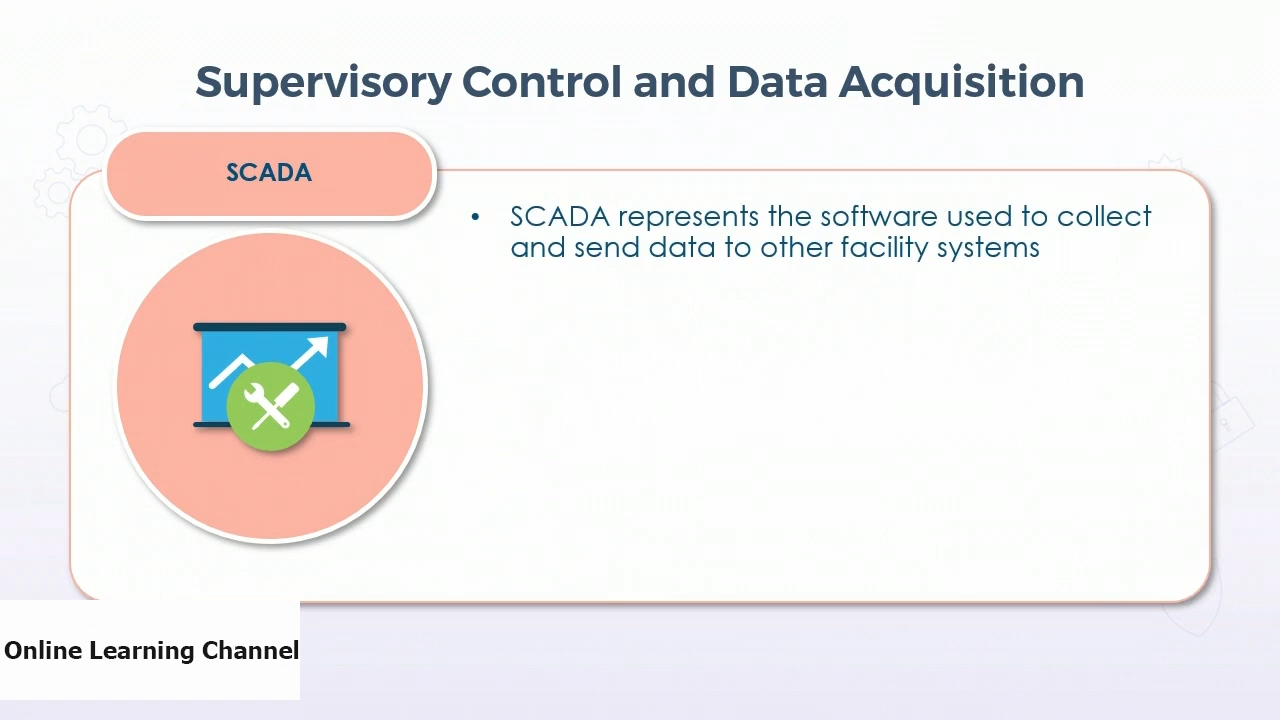 Supervisory Control and Data Acquisition
SCADA
• SCADA represents the software used to collect
and send data to other facility systems
Online Learning Channel